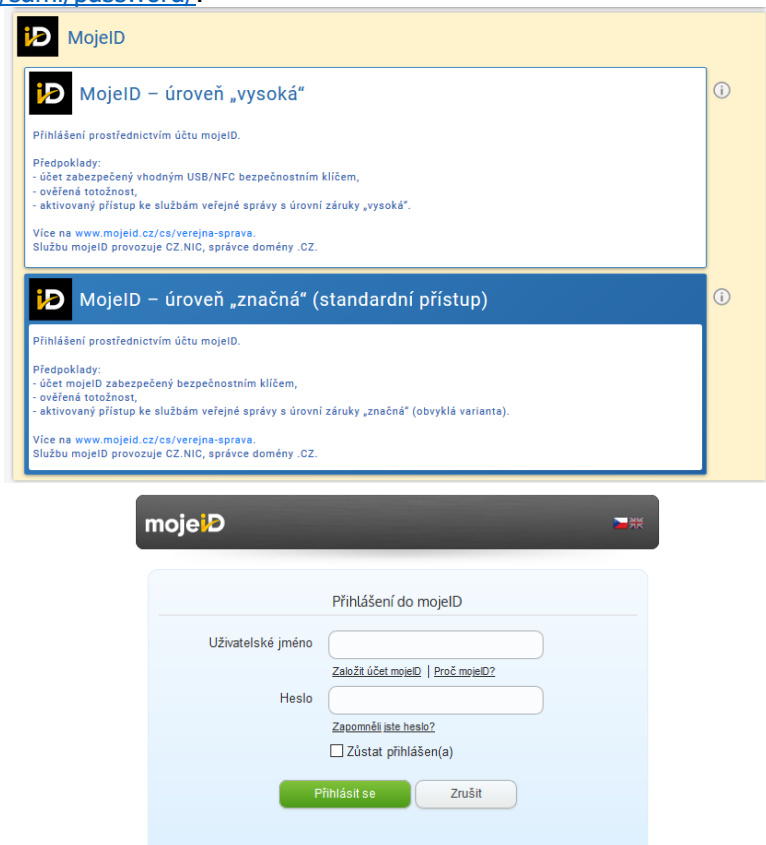 /sami/password/.
iD MojeID
iD MojeID – úroveň „vysoká“
Přihlášení prostřednictvím účtu mojeID.
Předpoklady:
- účet zabezpečený vhodným USB/NFC bezpečnostním klíčem,
- ověřená totožnost,
- aktivovaný přístup ke službám veřejné správy s úrovní záruky „vysoká“.
Více na www.mojeid.cz/cs/verejna-sprava.
Službu mojeID provozuje CZ.NIC, správce domény .CZ.
iD MojeID – úroveň „značná“ (standardní přístup)
Přihlášení prostřednictvím účtu mojeID.
Předpoklady:
- účet mojeID zabezpečený bezpečnostním klíčem,
- ověřená totožnost,
- aktivovaný přístup ke službám veřejné správy s úrovní záruky „značná“ (obvyklá varianta).
Více na www.mojeid.cz/cs/verejna-sprava.
Službu mojeID provozuje CZ.NIC, správce domény .CZ.
mojeiD
Přihlášení do mojeID
Uživatelské jméno
Založit účet mojeID | Proč mojeID?
Heslo
Zapomněli jste heslo?
Zůstat přihlášen(a)
Přihlásit se Zrušit